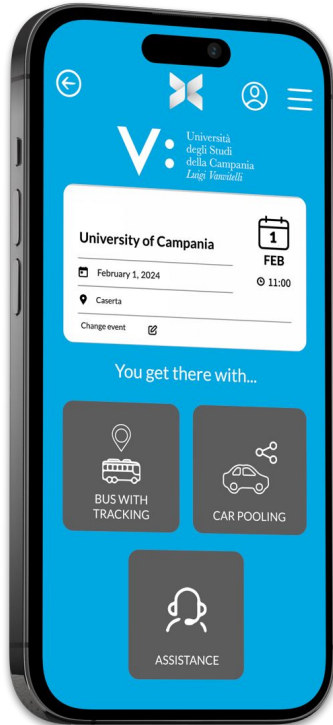 V:
Università
degli Studi
della Campania
Luigi Vanvitelli
University of Campania
1
FEB
February 1, 2024
11:00
Caserta
Change event
You get there with...
BUS WITH
TRACKING
CAR POOLING
ASSISTANCE